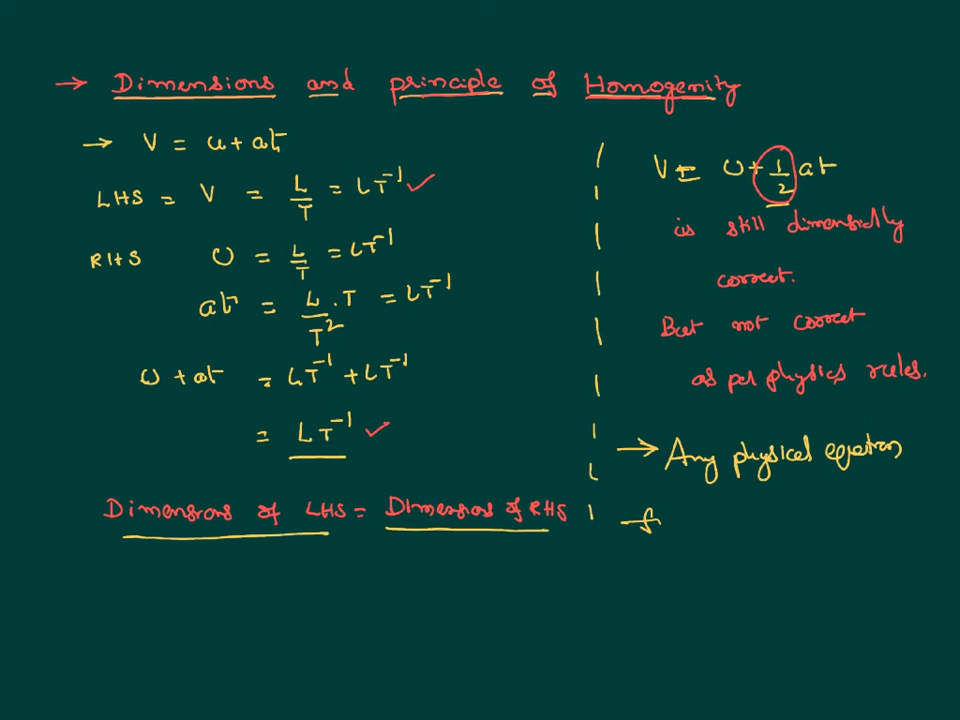 → Dimensions and principle of Homogenity
→ V = u + at
LHS = V = L/T = LT⁻¹ ✓
RHS U = L/T = LT⁻¹
at = L/T² . T = LT⁻¹
U + at = LT⁻¹ + LT⁻¹
= LT⁻¹ ✓
Dimensions of LHS = Dimensions of RHS
V = U + 1/2 at
is still dimensially
correct.
But not correct
as per physics rules.
→ Any physical equation